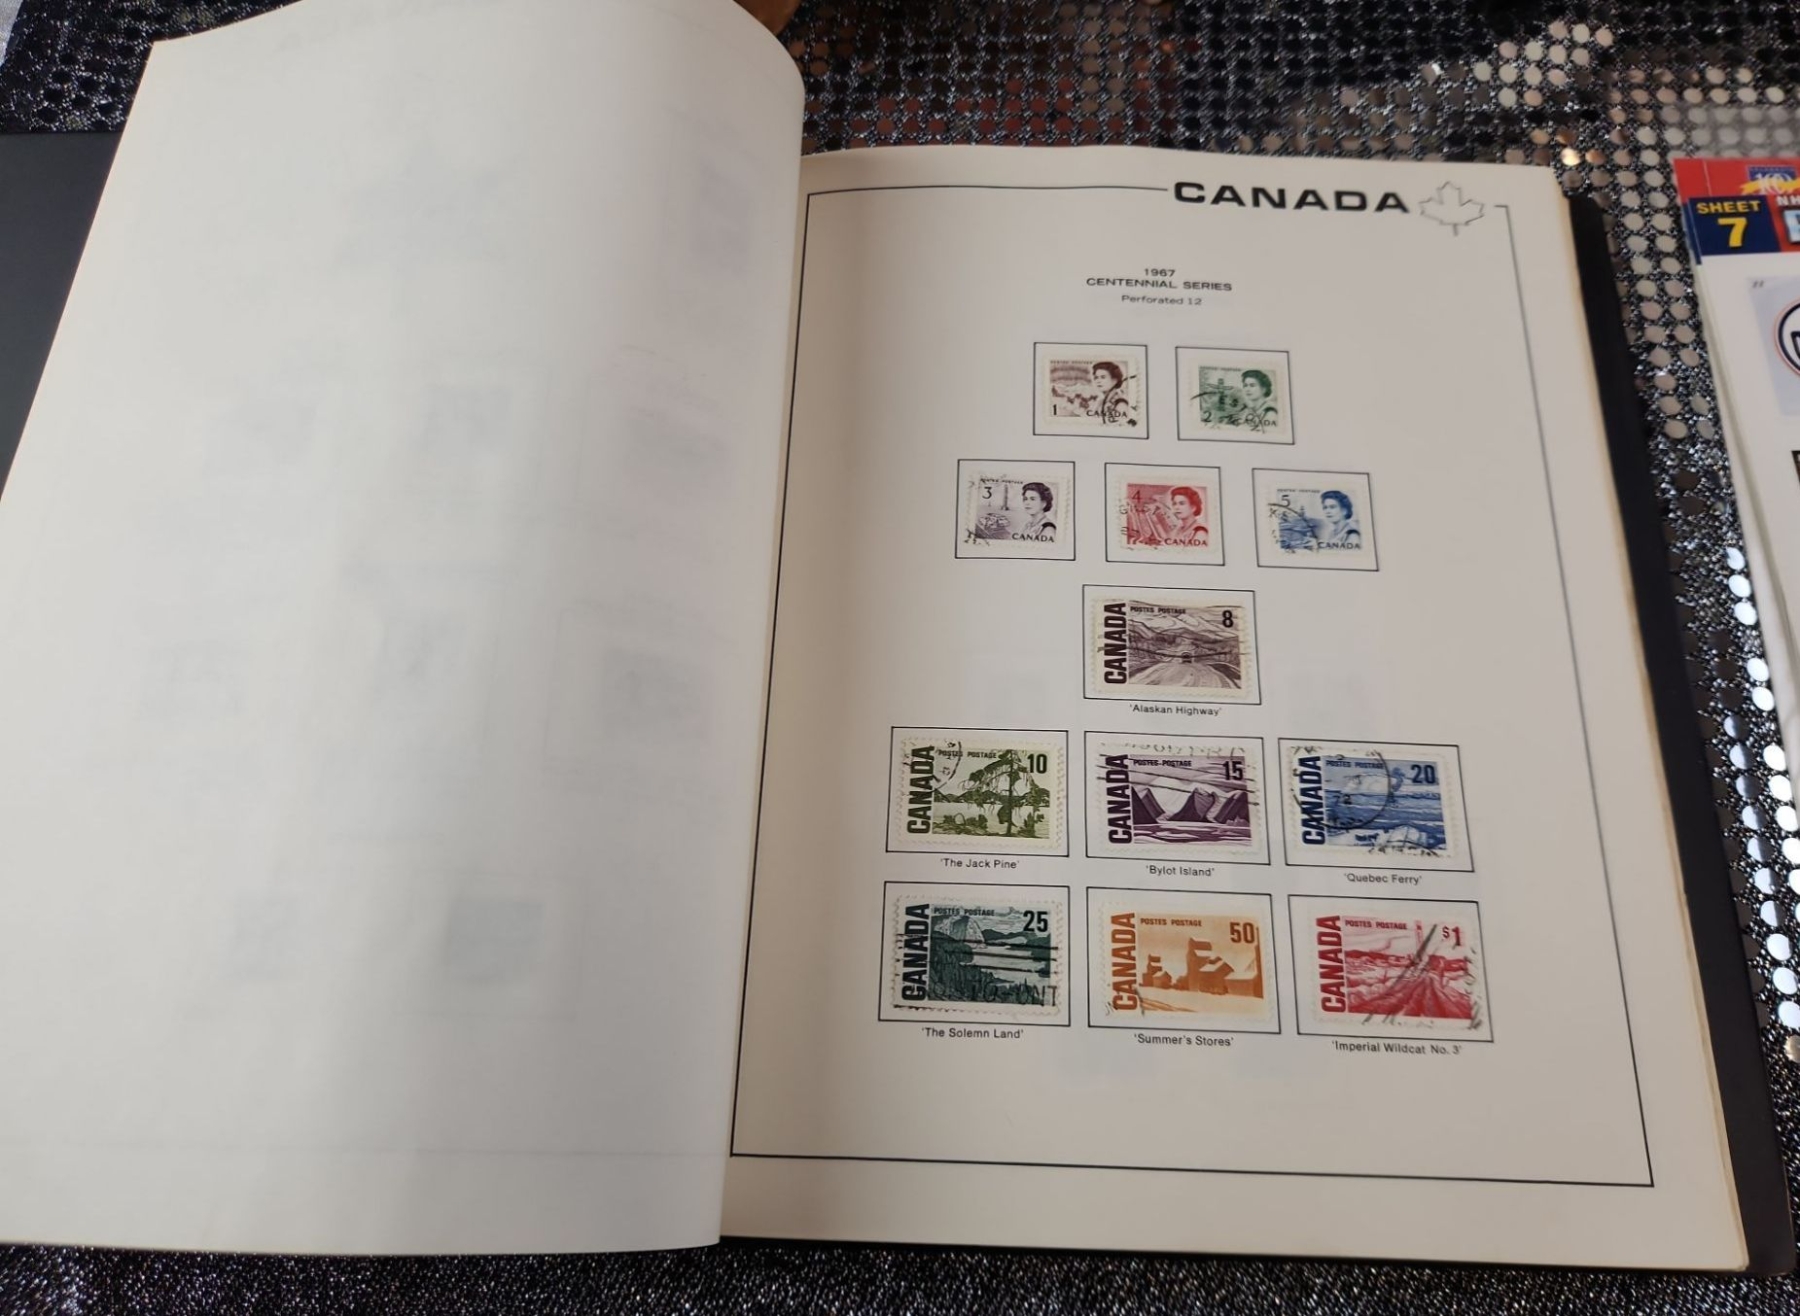 CANADA
1967
CENTENNIAL SERIES
Perforated 12
1 CANADA
2 CANADA
3
CANADA
4
CANADA
5
CANADA
CANADA
POSTES POSTAGE 8
'Alaskan Highway'
CANADA
POSTES POSTAGE
10
CANADA
POSTES-POSTAGE
15
CANADA
POSTES POSTAGE
20
'The Jack Pine'
'Bylot Island'
'Quebec Ferry'
CANADA
POSTES POSTAGE
25
CANADA
POSTES POSTAGE
50
CANADA
POSTES POSTAGE
$1
'The Solemn Land'
'Summer's Stores'
'Imperial Wildcat No. 3'
SHEET
7